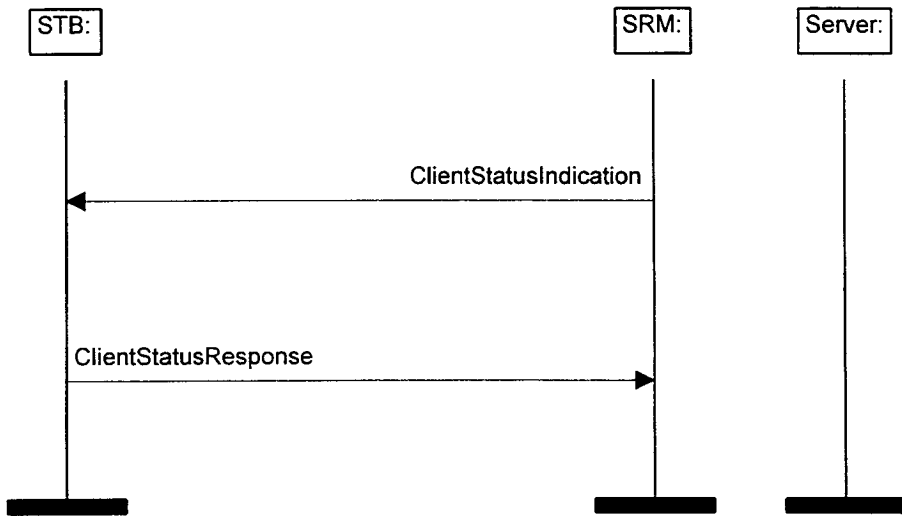 STB:
SRM:
Server:
ClientStatusIndication
ClientStatusResponse